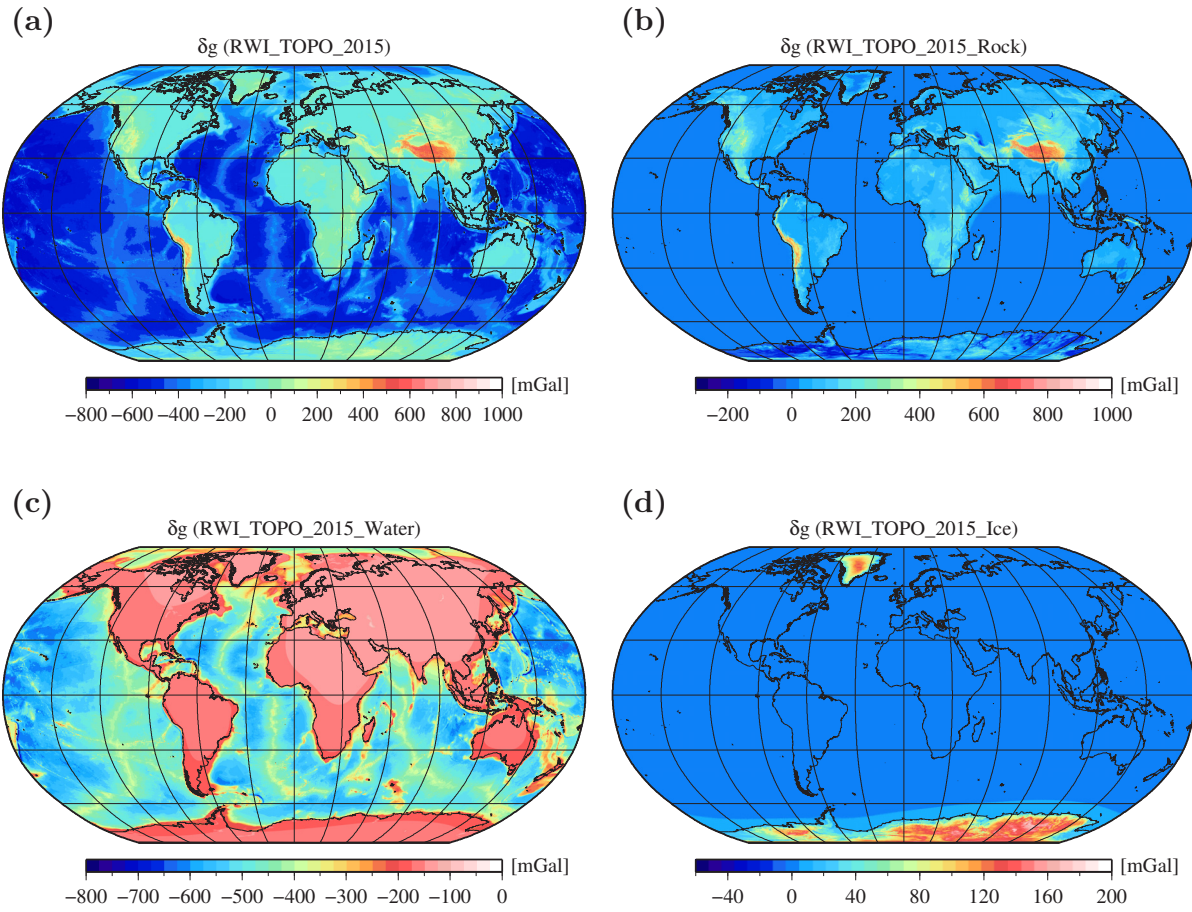 (a)
δg (RWI_TOPO_2015)
−800 −600 −400 −200 0 200 400 600 800 1000 [mGal]
(b)
δg (RWI_TOPO_2015_Rock)
−200 0 200 400 600 800 1000 [mGal]
(c)
δg (RWI_TOPO_2015_Water)
−800 −700 −600 −500 −400 −300 −200 −100 0 [mGal]
(d)
δg (RWI_TOPO_2015_Ice)
−40 0 40 80 120 160 200 [mGal]